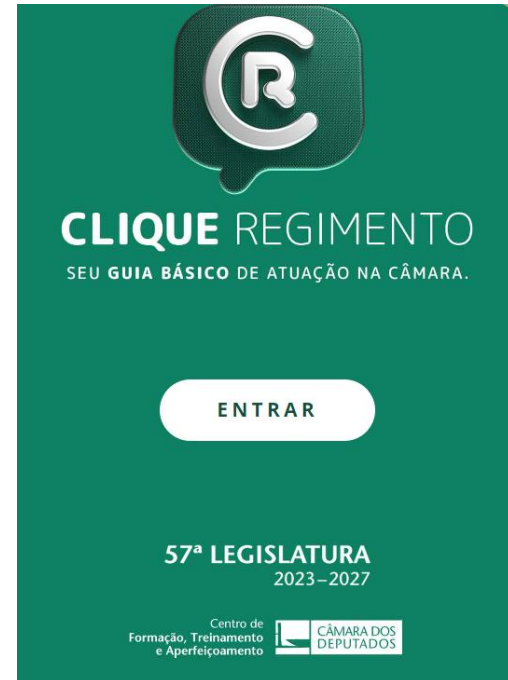 CR
CLIQUE REGIMENTO
SEU GUIA BÁSICO DE ATUAÇÃO NA CÂMARA.
ENTRAR
57ª LEGISLATURA
2023–2027
Centro de
Formação, Treinamento
e Aperfeiçoamento
CÂMARA DOS
DEPUTADOS